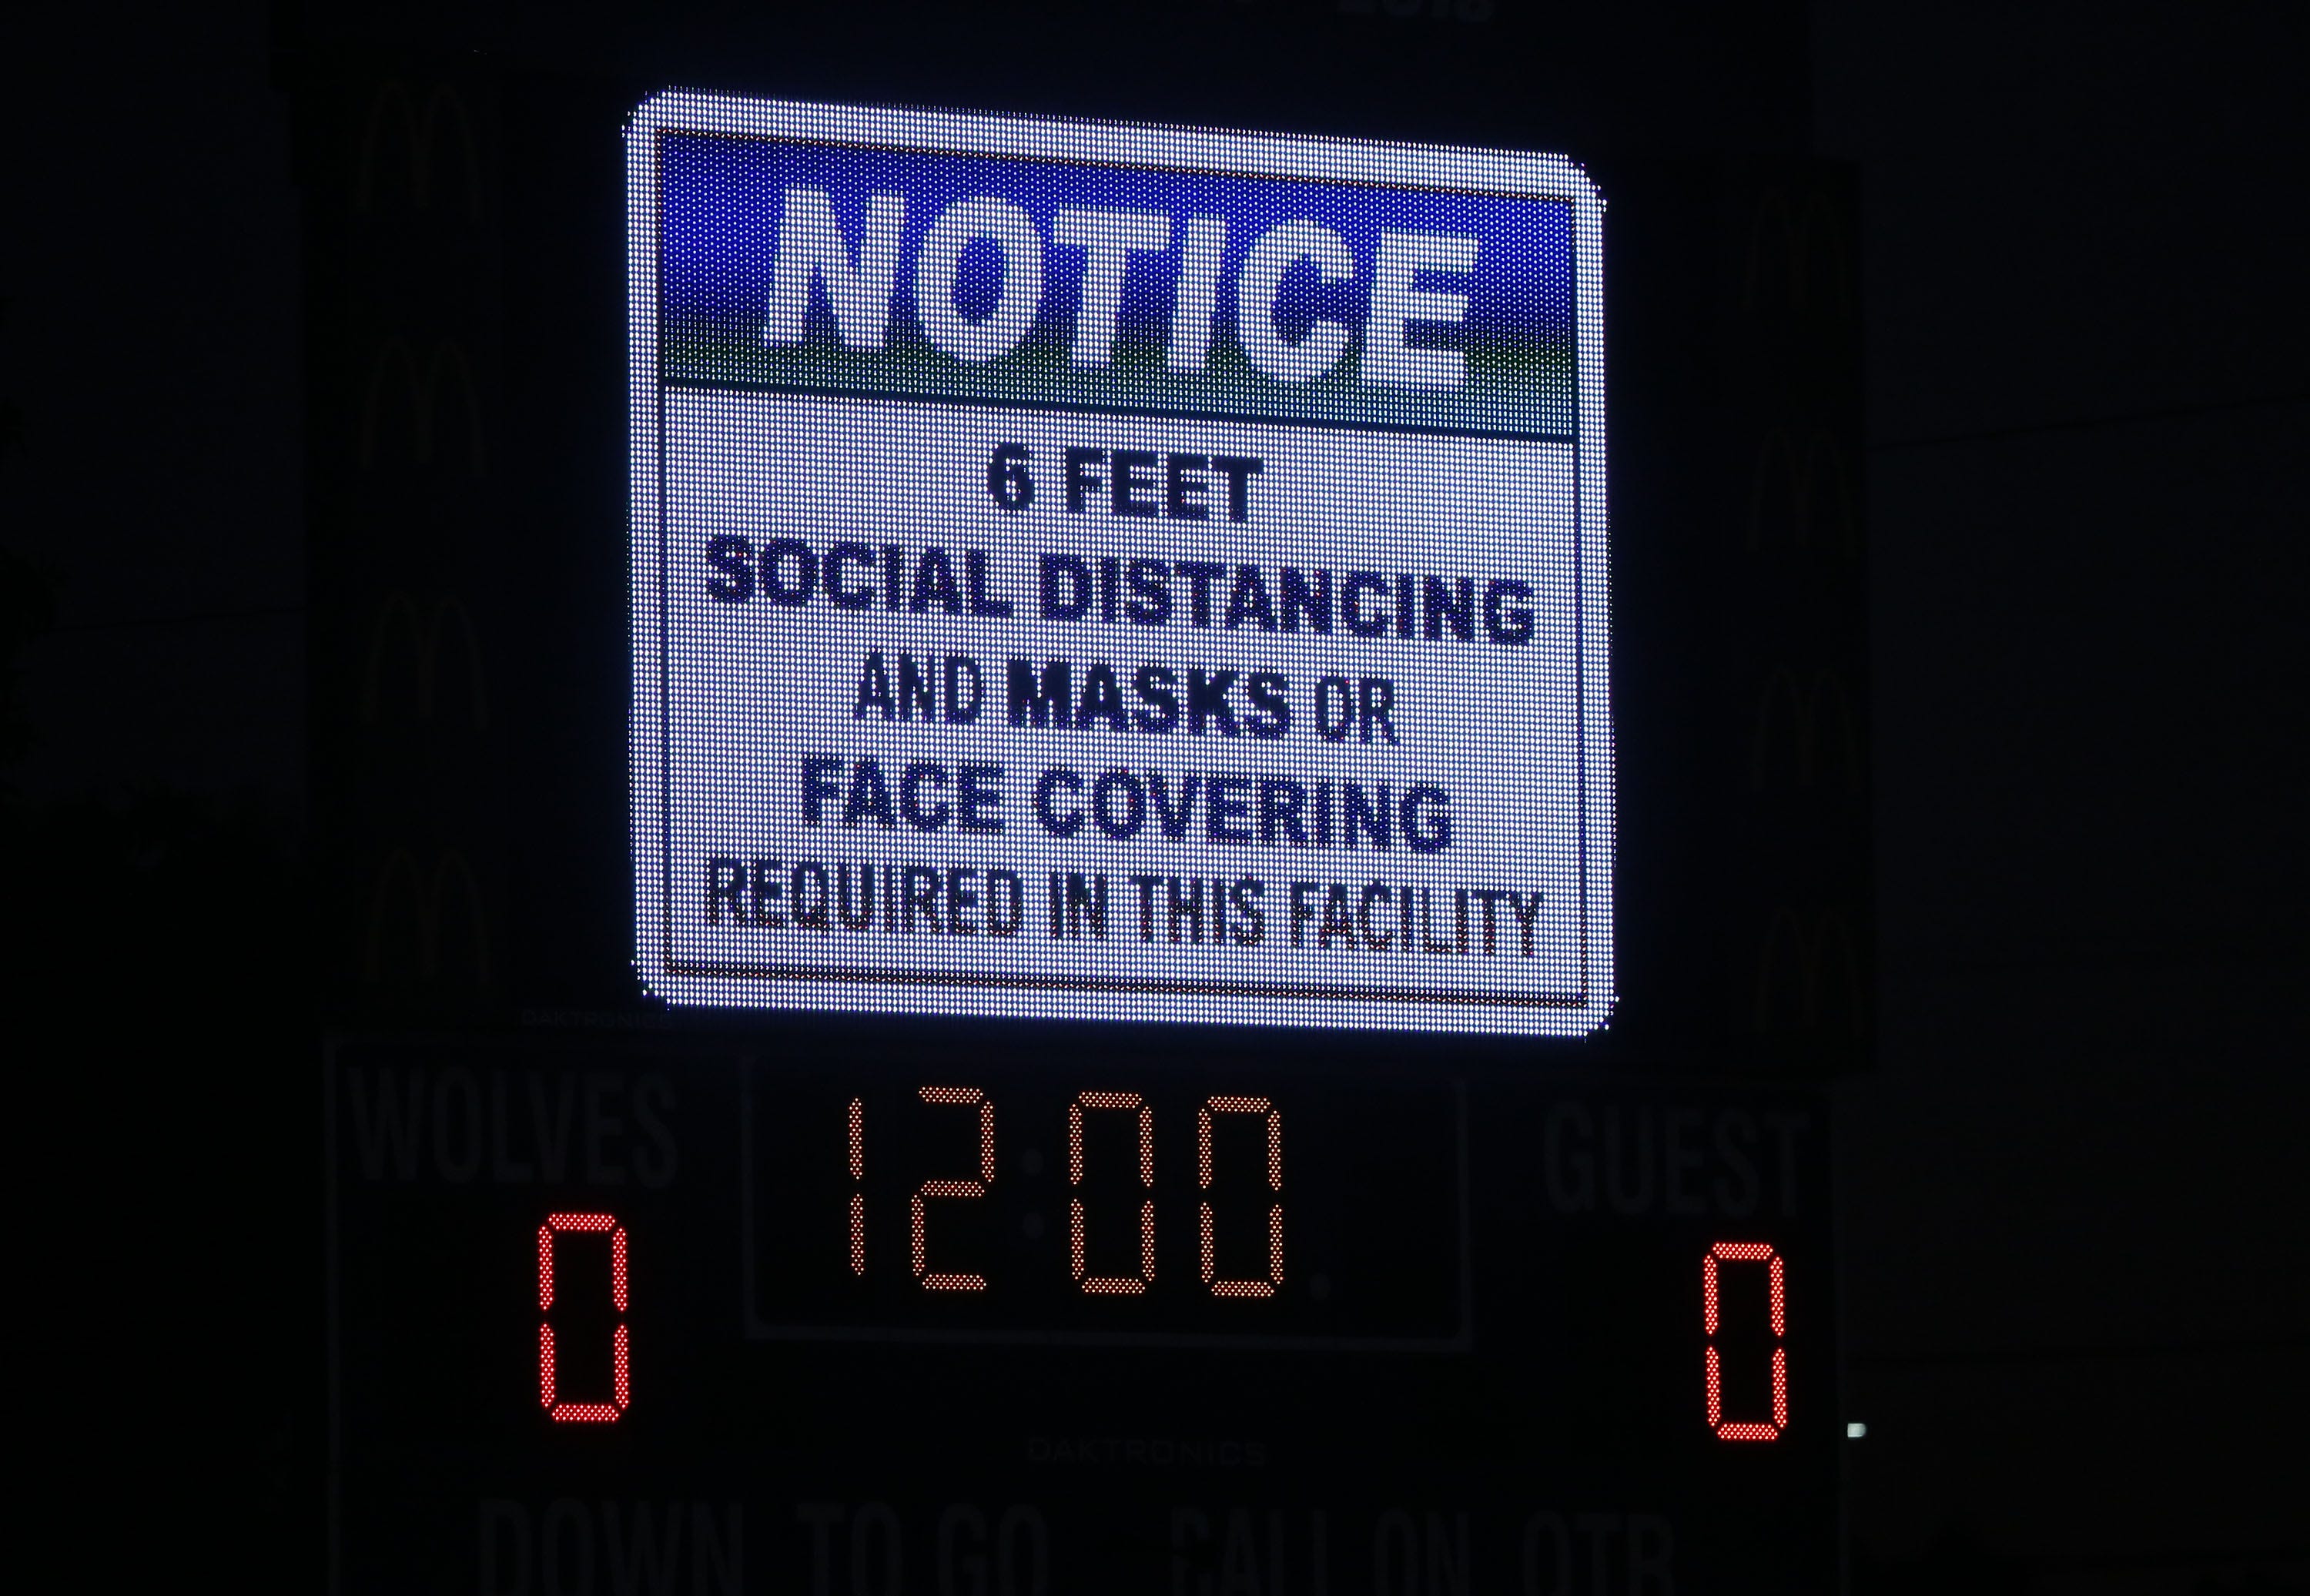 NOTICE
6 FEET
SOCIAL DISTANCING
AND MASKS OR
FACE COVERING
REQUIRED IN THIS FACILITY
DAKTRONICS
WOLVES 12:00 GUEST
0 0
DAKTRONICS
DOWN TO GO BALL ON QTR